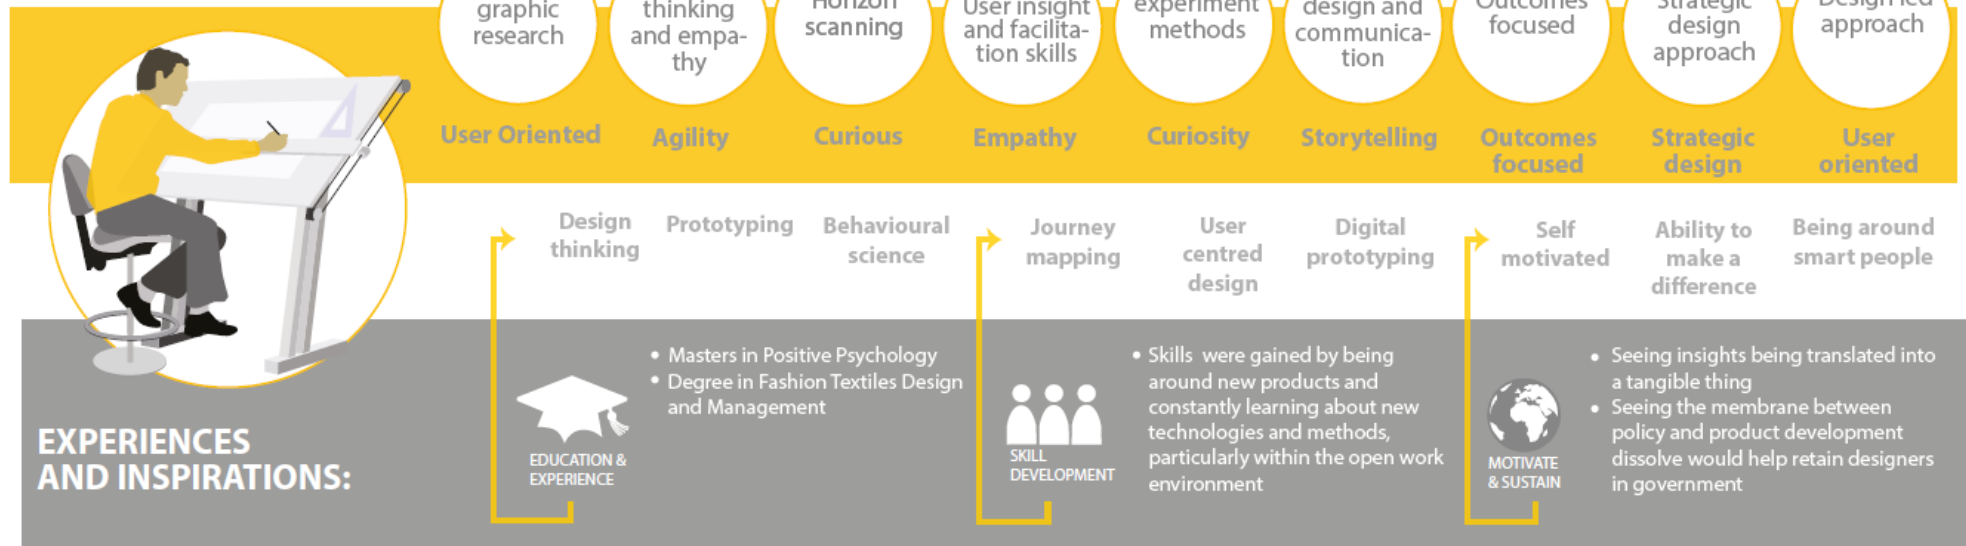 graphic
research
thinking
and empa-
thy
Horizon
scanning
User insight
and facilita-
tion skills
experiment
methods
design and
communica-
tion
Outcomes
focused
Strategic
design
approach
Design led
approach
User Oriented
Agility
Curious
Empathy
Curiosity
Storytelling
Outcomes
focused
Strategic
design
User
oriented
Design
thinking
Prototyping
Behavioural
science
Journey
mapping
User
centred
design
Digital
prototyping
Self
motivated
Ability to
make a
difference
Being around
smart people
EXPERIENCES
AND INSPIRATIONS:
EDUCATION &
EXPERIENCE
• Masters in Positive Psychology
• Degree in Fashion Textiles Design
and Management
SKILL
DEVELOPMENT
• Skills were gained by being
around new products and
constantly learning about new
technologies and methods,
particularly within the open work
environment
MOTIVATE
& SUSTAIN
• Seeing insights being translated into
a tangible thing
• Seeing the membrane between
policy and product development
dissolve would help retain designers
in government